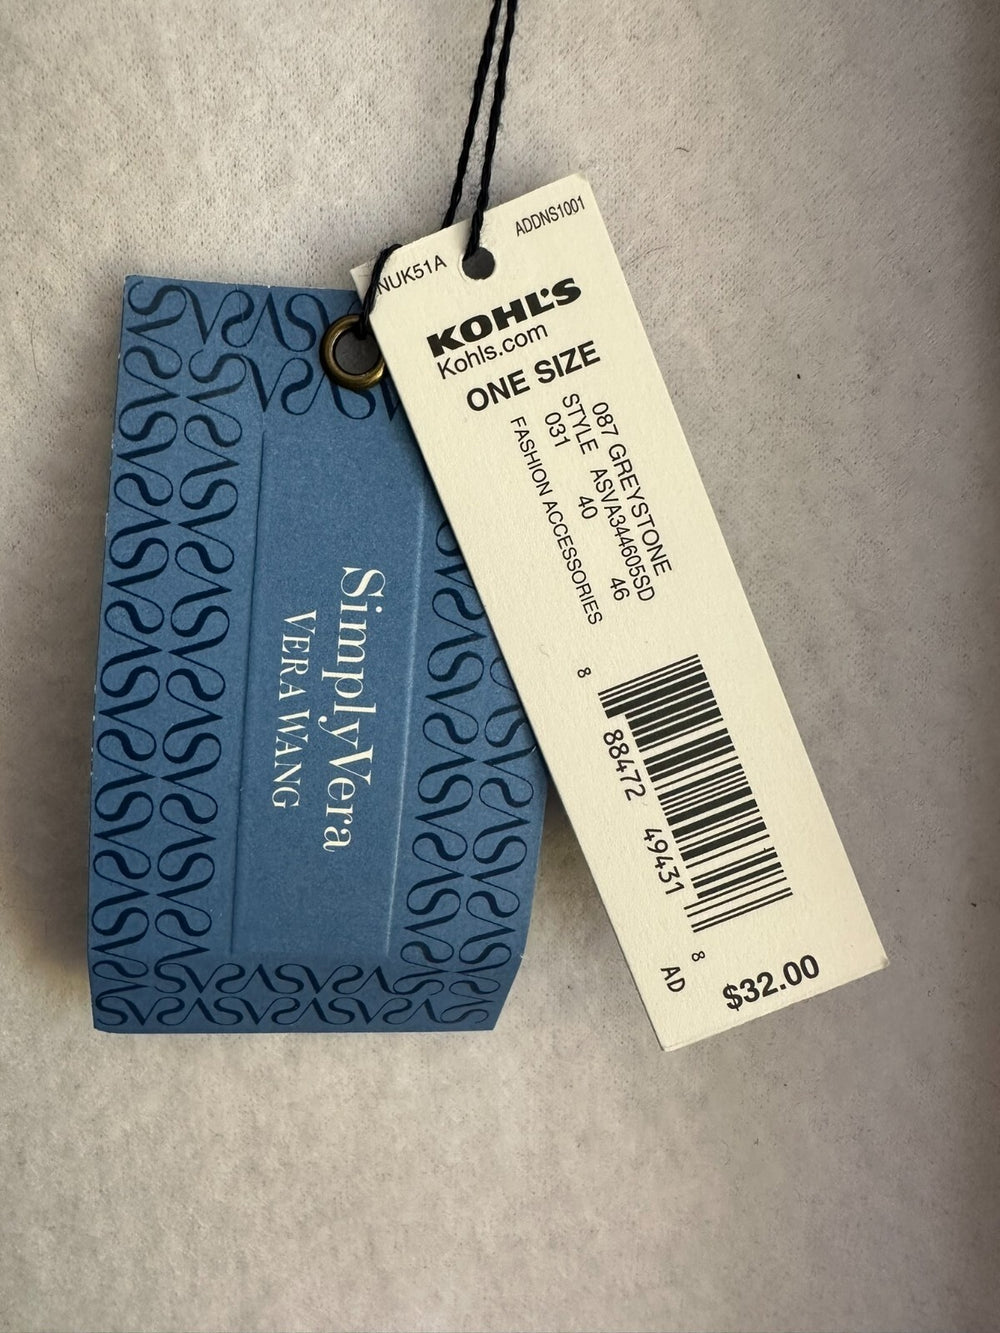 SimplyVera
VERA WANG
NUK51A
ADDNS1001
KOHL'S
Kohls.com
ONE SIZE
087 GREYSTONE
STYLE ASVA344605SD
031 40 46
FASHION ACCESSORIES
8 88472 49431 8
AD
$32.00